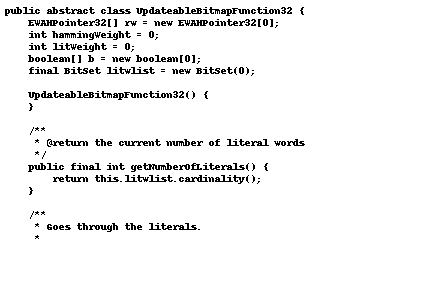 public abstract class UpdateableBitmapFunction32 {
    EWAHPointer32[] rw = new EWAHPointer32[0];
    int hammingWeight = 0;
    int litWeight = 0;
    boolean[] b = new boolean[0];
    final BitSet litwlist = new BitSet(0);

    UpdateableBitmapFunction32() {
    }

    /**
     * @return the current number of literal words
     */
    public final int getNumberOfLiterals() {
        return this.litwlist.cardinality();
    }

    /**
     * Goes through the literals.
     *